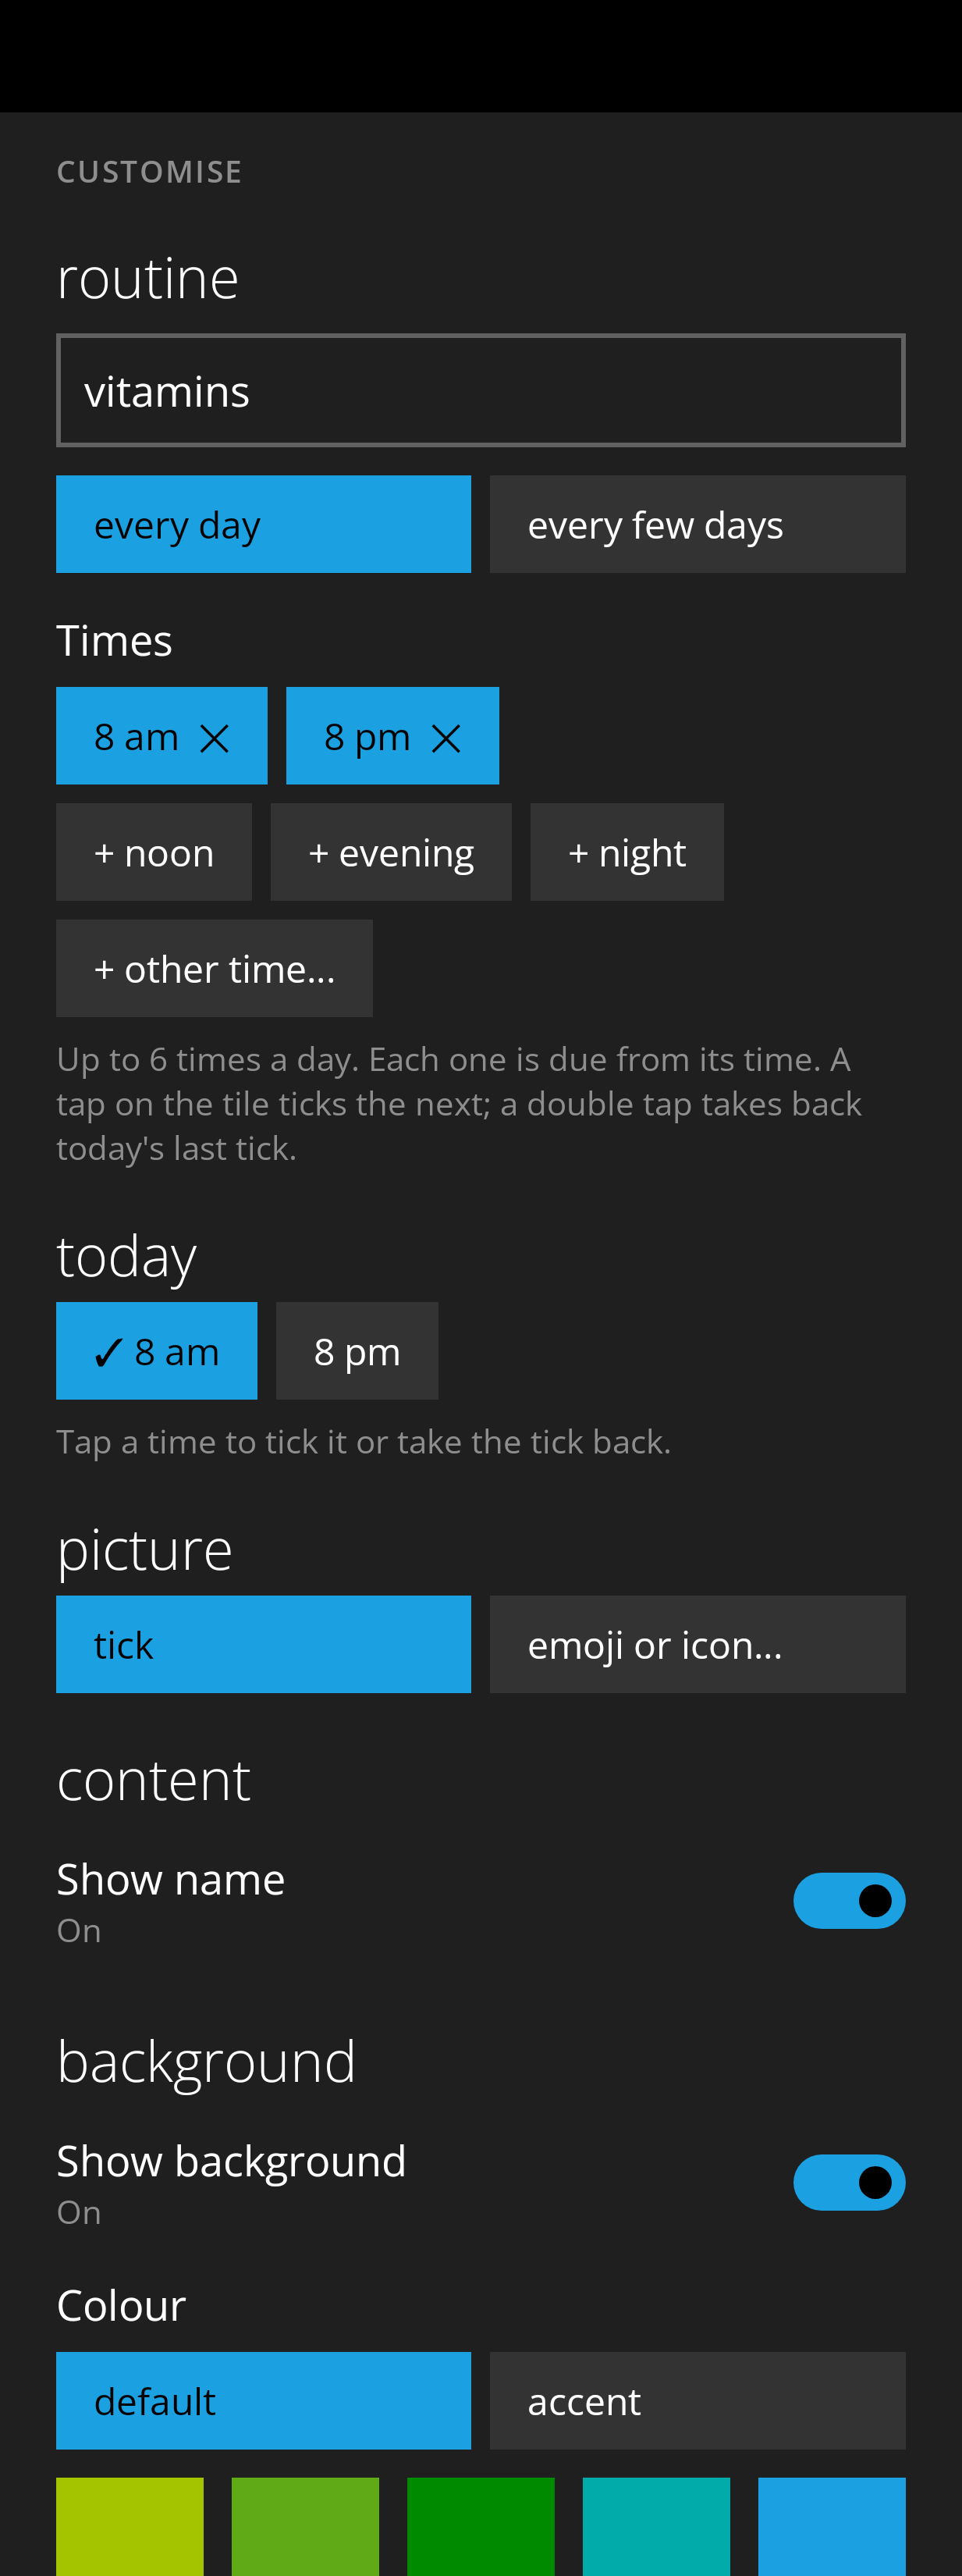 CUSTOMISE
routine
vitamins
every day
every few days
Times
8 am ×
8 pm ×
+ noon
+ evening
+ night
+ other time...
Up to 6 times a day. Each one is due from its time. A
tap on the tile ticks the next; a double tap takes back
today's last tick.
today
✓ 8 am
8 pm
Tap a time to tick it or take the tick back.
picture
tick
emoji or icon...
content
Show name
On
background
Show background
On
Colour
default
accent